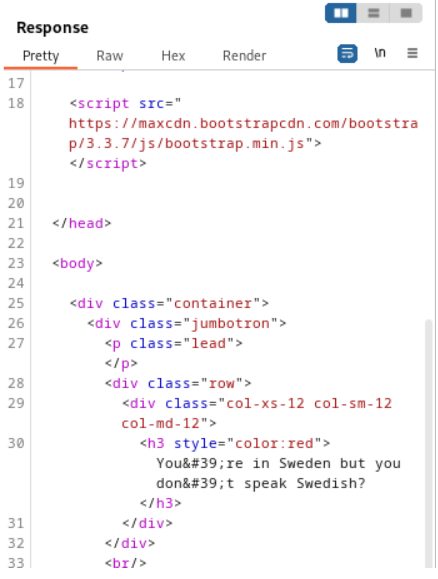 Response
Pretty Raw Hex Render \n
17
18 <script src="
https://maxcdn.bootstrapcdn.com/bootstra
p/3.3.7/js/bootstrap.min.js">
</script>
19
20
21 </head>
22
23 <body>
24
25 <div class="container">
26 <div class="jumbotron">
27 <p class="lead">
</p>
28 <div class="row">
29 <div class="col-xs-12 col-sm-12
col-md-12">
30 <h3 style="color:red">
You&#39;re in Sweden but you
don&#39;t speak Swedish?
</h3>
31 </div>
32 </div>
33 <br/>